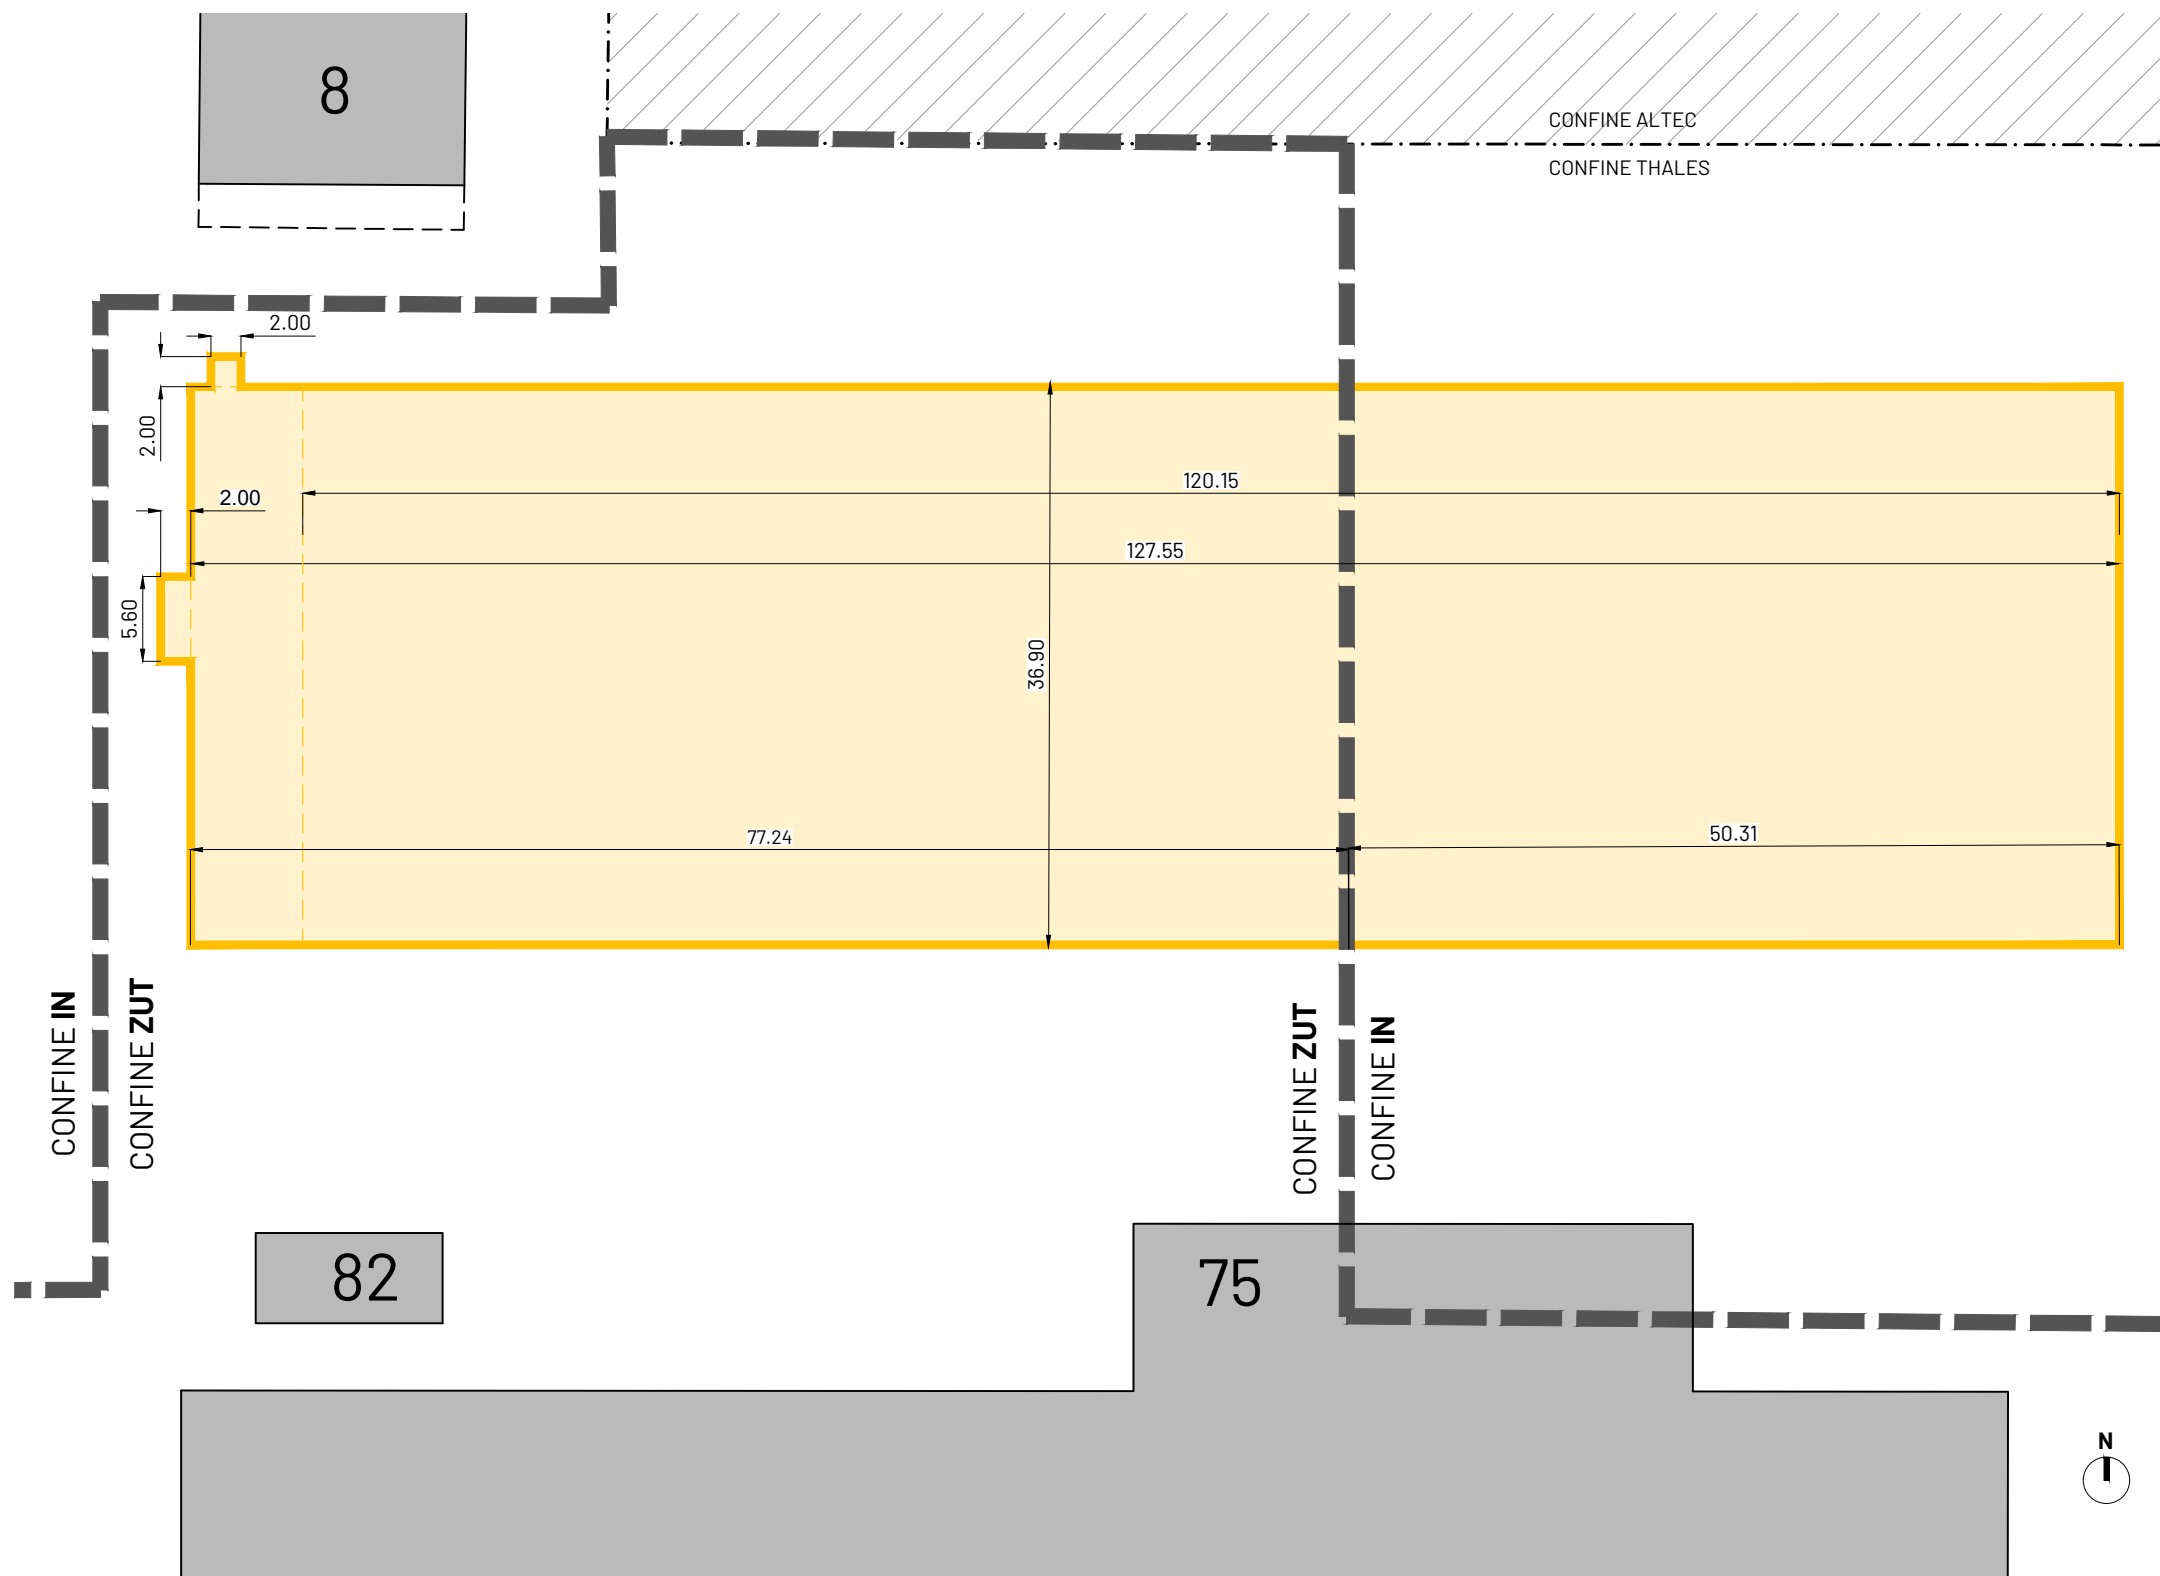 8
CONFINE ALTEC
CONFINE THALES
2.00
2.00
2.00
120.15
127.55
5.60
36.90
77.24
50.31
CONFINE IN
CONFINE ZUT
CONFINE ZUT
CONFINE IN
82
75
N